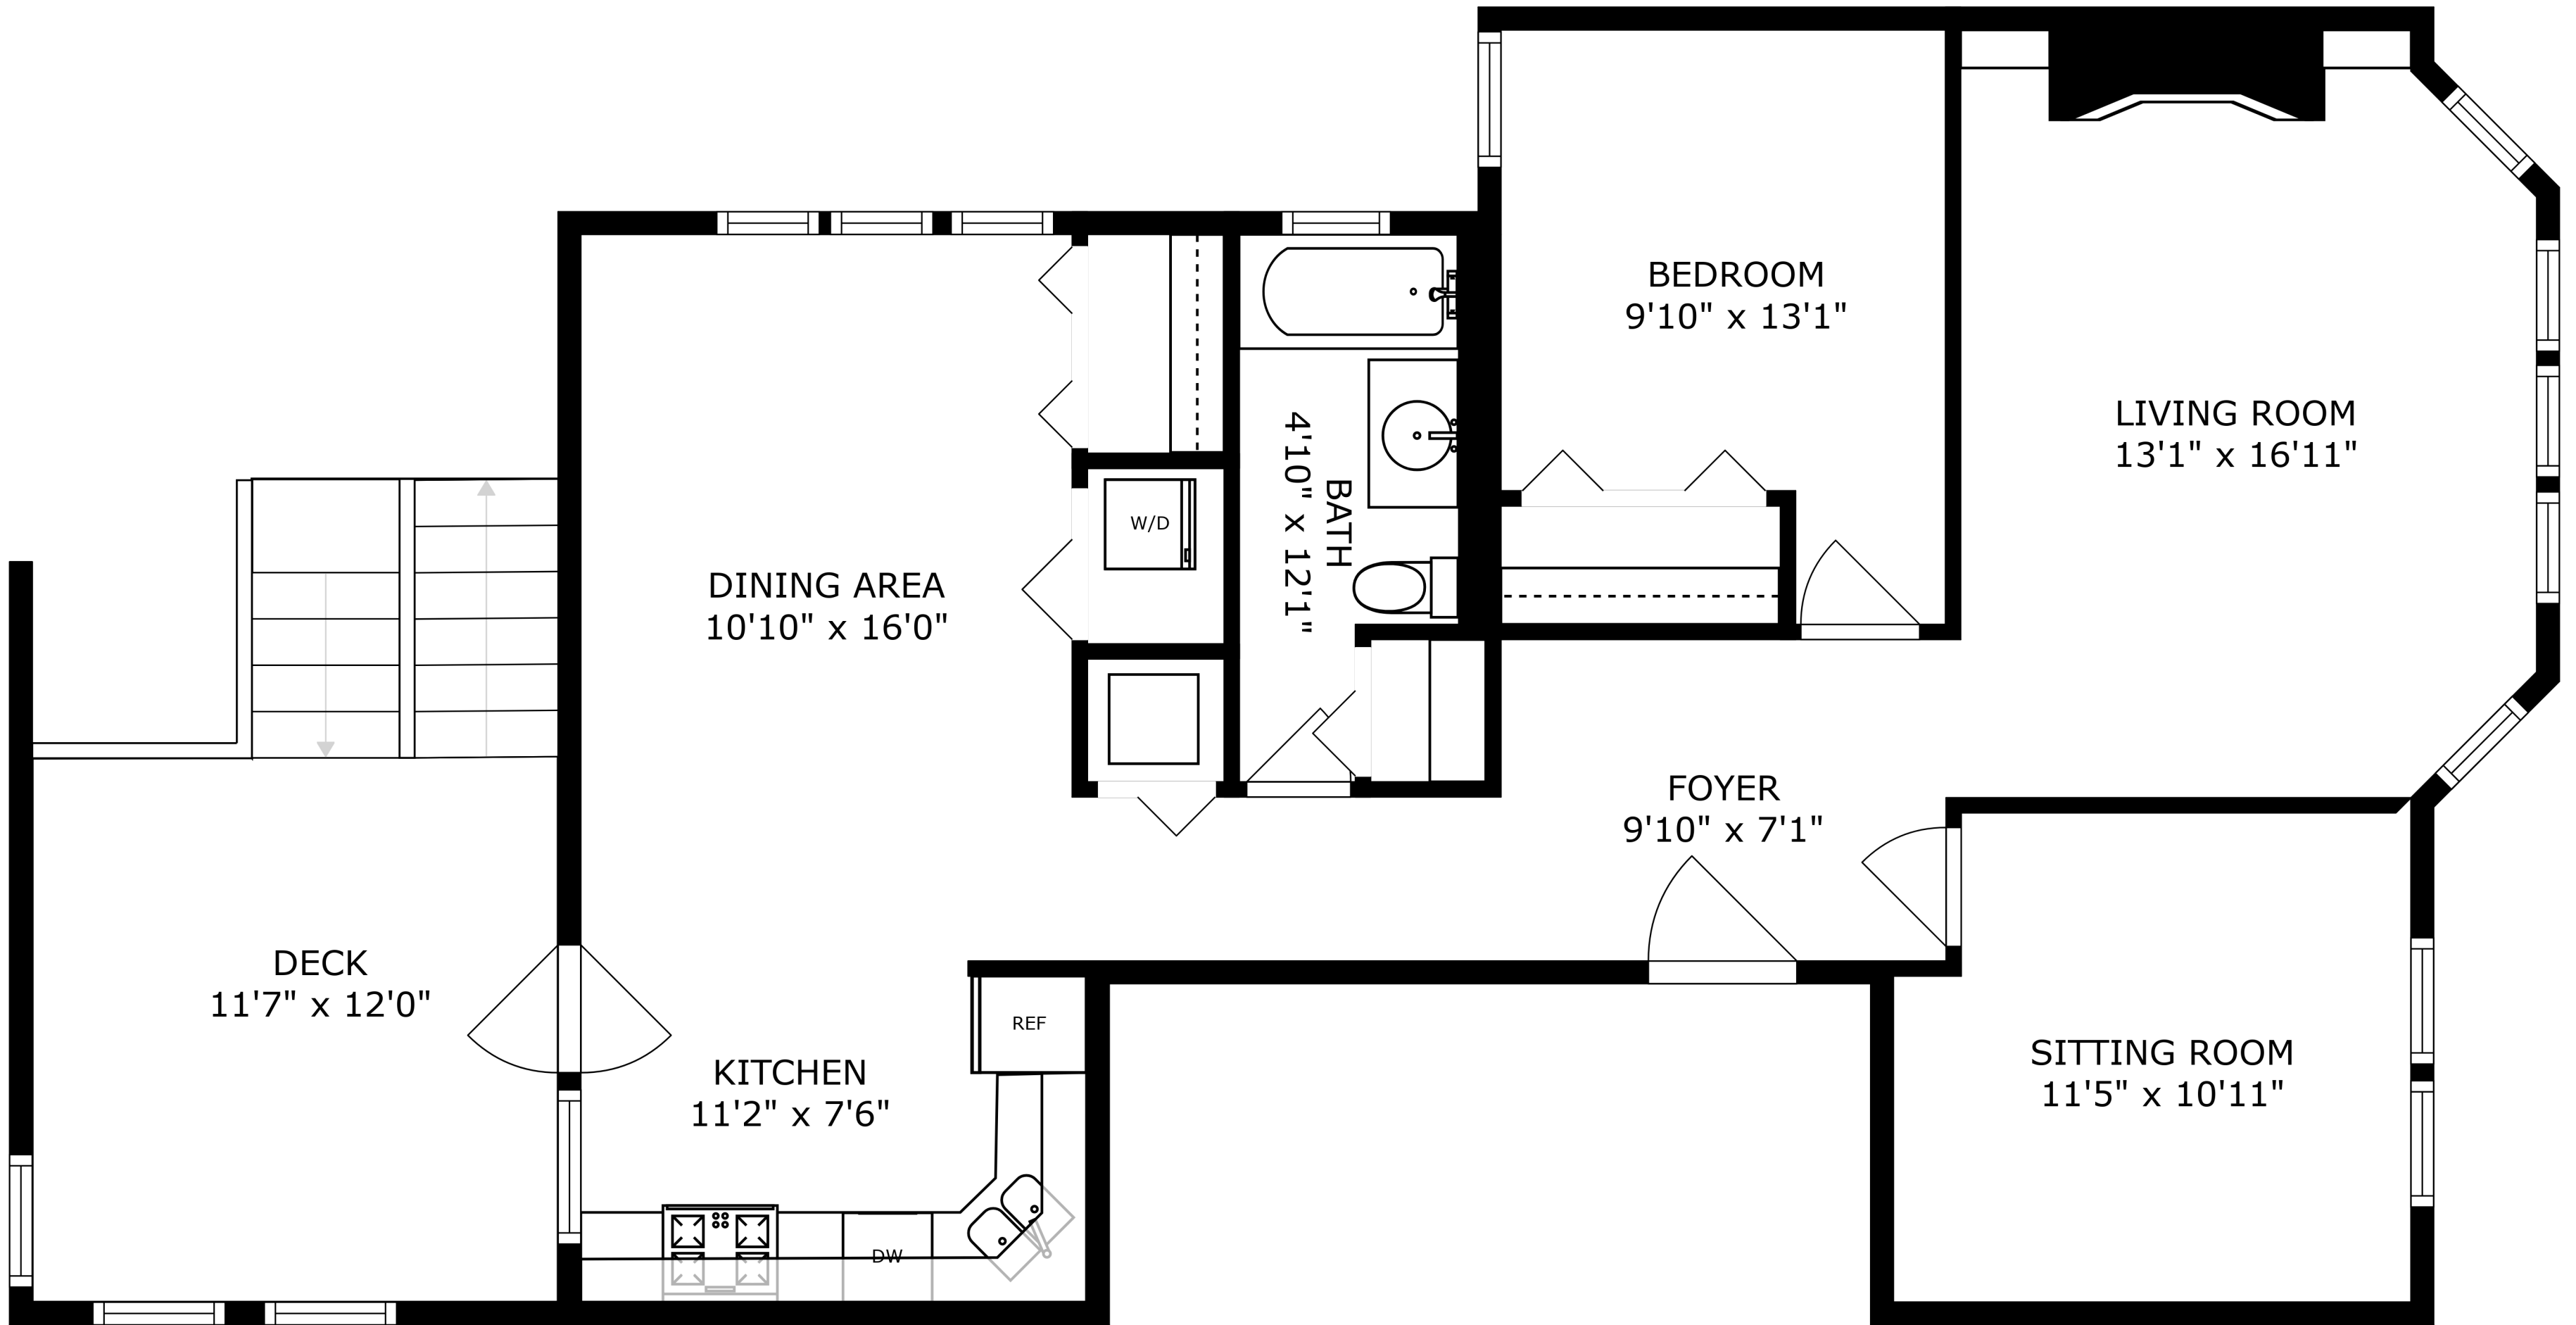 BEDROOM
9'10" x 13'1"
LIVING ROOM
13'1" x 16'11"
BATH
4'10" x 12'1"
W/D
DINING AREA
10'10" x 16'0"
FOYER
9'10" x 7'1"
DECK
11'7" x 12'0"
REF
KITCHEN
11'2" x 7'6"
SITTING ROOM
11'5" x 10'11"
DW